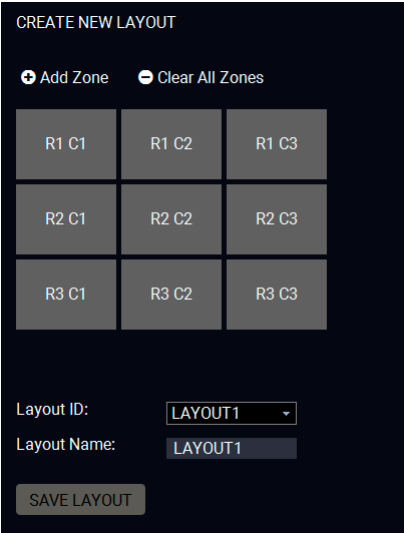 CREATE NEW LAYOUT
Add Zone Clear All Zones
R1 C1 R1 C2 R1 C3
R2 C1 R2 C2 R2 C3
R3 C1 R3 C2 R3 C3
Layout ID: LAYOUT1
Layout Name: LAYOUT1
SAVE LAYOUT